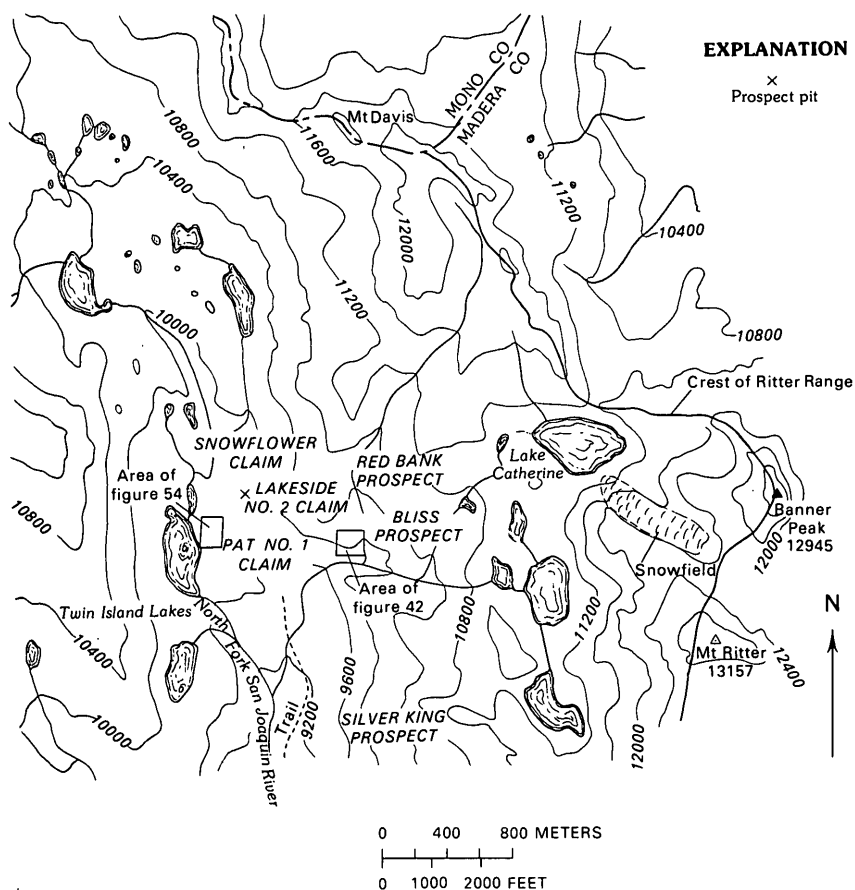 EXPLANATION
×
Prospect pit
MONO CO
MADERA CO
Mt Davis
10800
11600
10400
11200
12000
10400
11200
10000
10800
Crest of Ritter Range
SNOWFLOWER
CLAIM
RED BANK
PROSPECT
Lake
Catherine
Area of
figure 54
× LAKESIDE
NO. 2 CLAIM
10800
BLISS
PROSPECT
Banner
Peak
12945
12000
PAT NO. 1
CLAIM
Snowfield
Area of
figure 42
11200
10800
Twin Island Lakes
North Fork San Joaquin River
N
Mt Ritter
13157
12400
10400
9600
Trail
9200
10000
SILVER KING
PROSPECT
12000
0 400 800 METERS
0 1000 2000 FEET